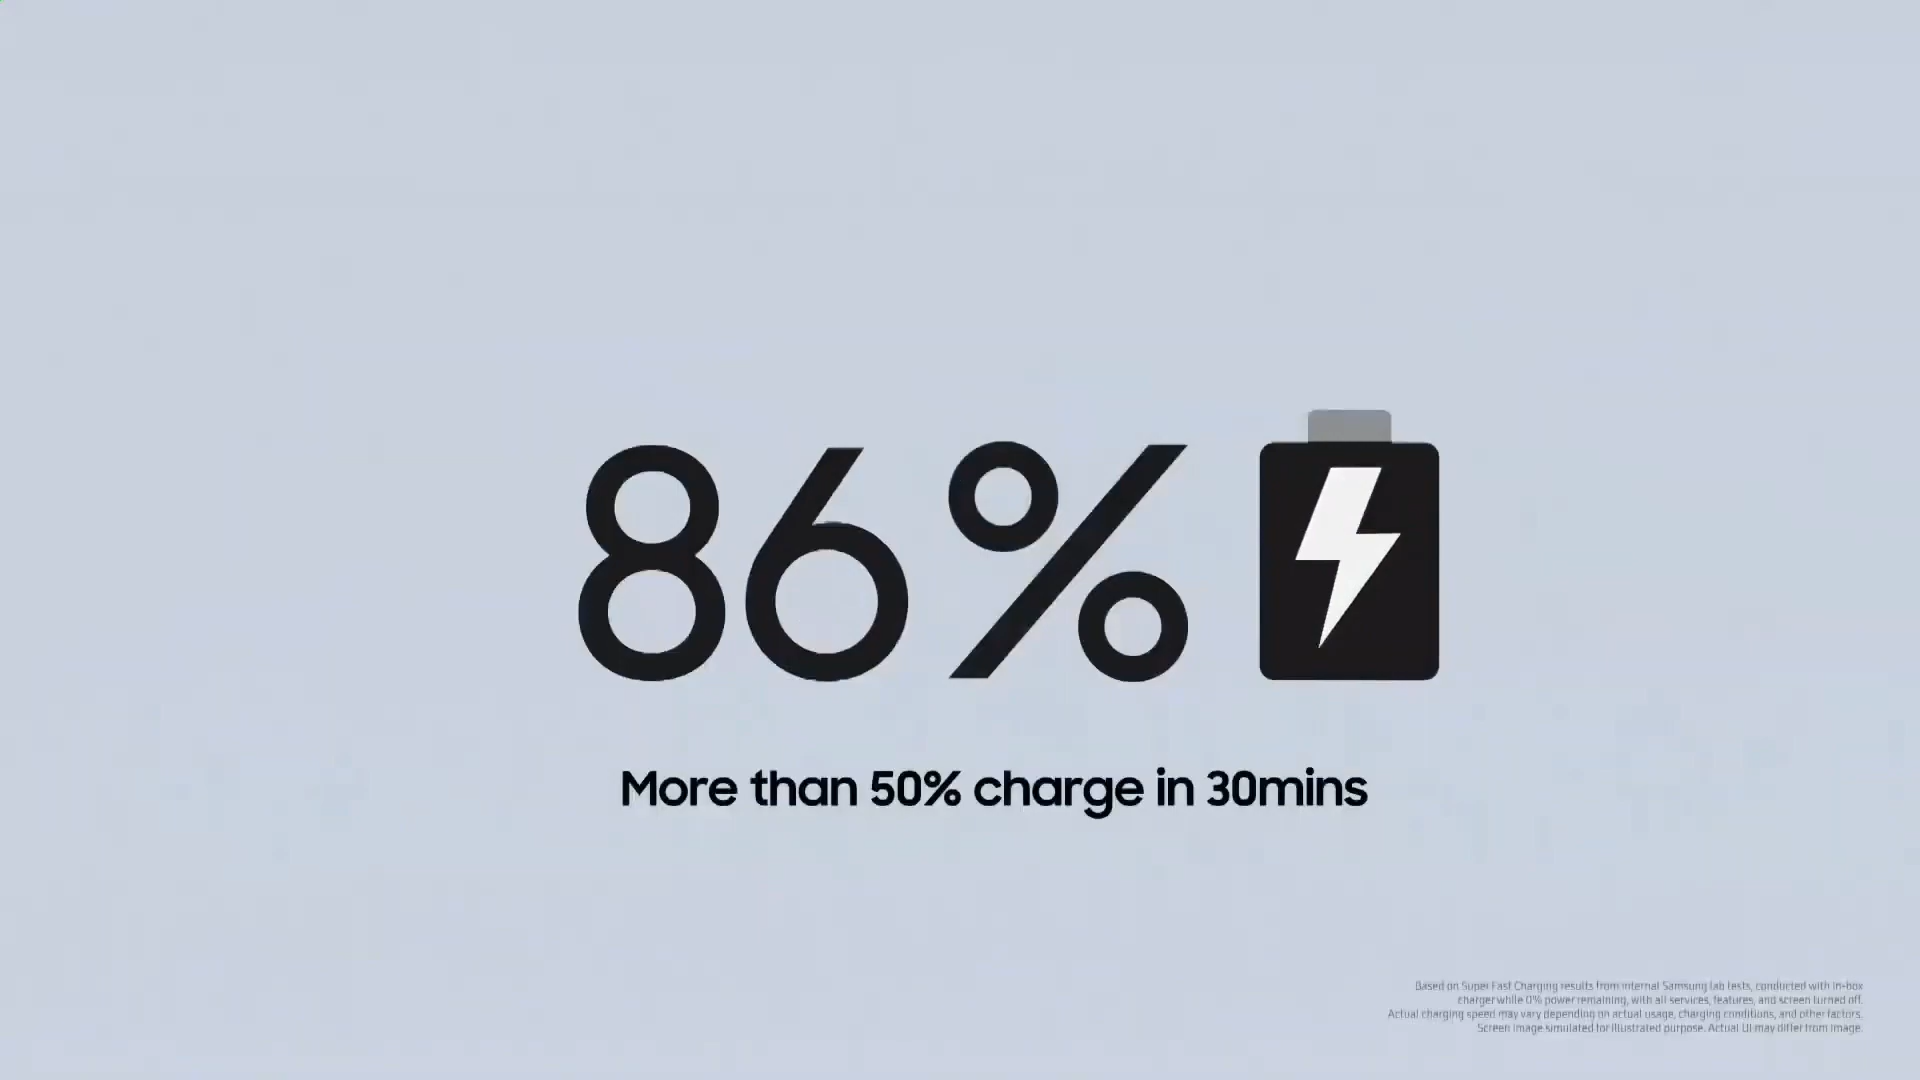 86%
More than 50% charge in 30mins
Based on Super Fast Charging results from internal Samsung lab tests, conducted with in-box
charger while 0% power remaining, with all services, features, and screen turned off.
Actual charging speed may vary depending on actual usage, charging conditions, and other factors.
Screen image simulated for illustrated purpose. Actual UI may differ from image.